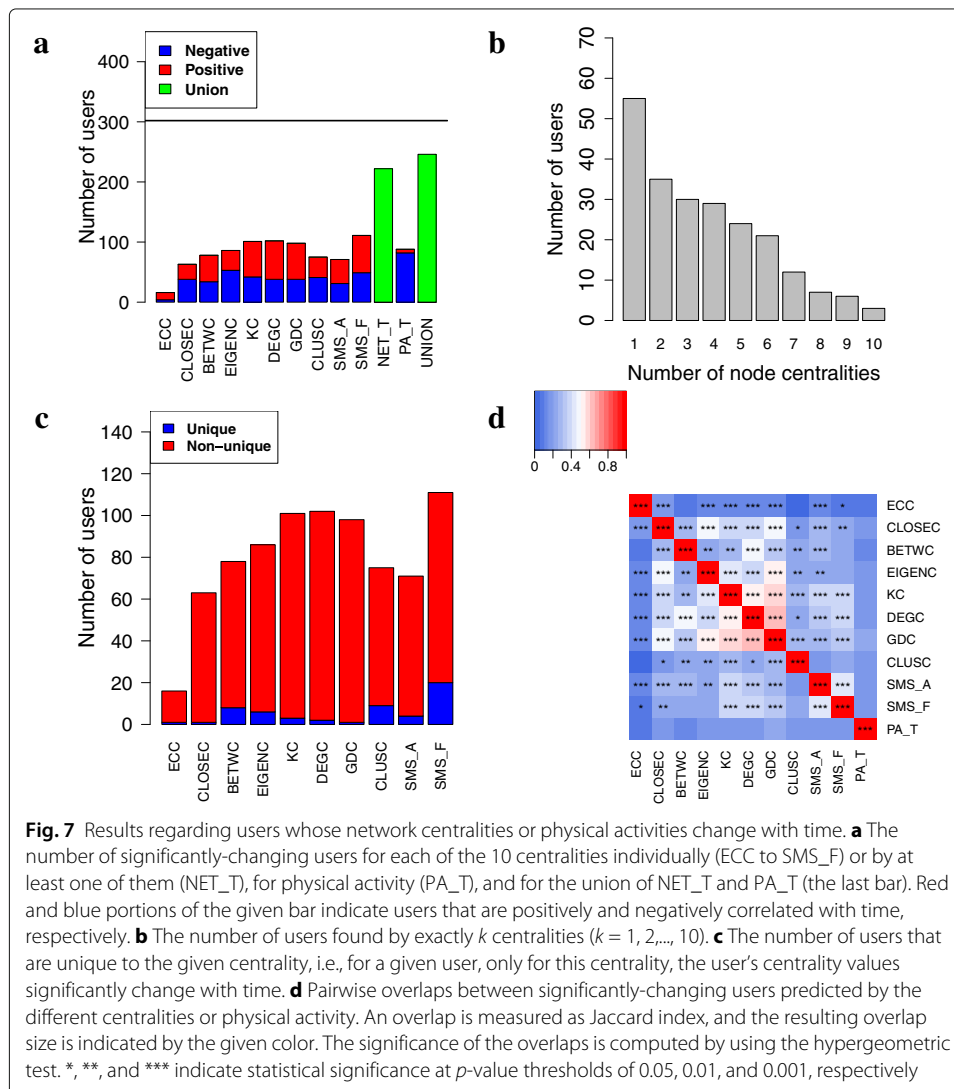 a
Negative
Positive
Union
Number of users
0
100
200
300
400
ECC
CLOSEC
BETWC
EIGENC
KC
DEGC
GDC
CLUSC
SMS_A
SMS_F
NET_T
PA_T
UNION
b
Number of users
0
10
20
30
40
50
60
70
1 2 3 4 5 6 7 8 9 10
Number of node centralities
c
Unique
Non–unique
Number of users
0
20
40
60
80
100
120
140
ECC
CLOSEC
BETWC
EIGENC
KC
DEGC
GDC
CLUSC
SMS_A
SMS_F
d
0 0.4 0.8
*** *** *** *** *** *** *** * ECC
*** *** *** *** *** *** *** * *** ** CLOSEC
*** *** ** ** *** *** ** *** BETWC
*** *** ** *** *** *** *** ** ** EIGENC
*** *** ** *** *** *** *** *** *** *** KC
*** *** *** *** *** *** *** * *** *** DEGC
*** *** *** *** *** *** *** *** *** *** GDC
* ** ** *** * *** *** CLUSC
*** *** *** ** *** *** *** *** *** SMS_A
* ** *** *** *** *** *** SMS_F
*** PA_T
ECC
CLOSEC
BETWC
EIGENC
KC
DEGC
GDC
CLUSC
SMS_A
SMS_F
PA_T
Fig. 7 Results regarding users whose network centralities or physical activities change with time. a The
number of significantly-changing users for each of the 10 centralities individually (ECC to SMS_F) or by at
least one of them (NET_T), for physical activity (PA_T), and for the union of NET_T and PA_T (the last bar). Red
and blue portions of the given bar indicate users that are positively and negatively correlated with time,
respectively. b The number of users found by exactly k centralities (k = 1, 2,..., 10). c The number of users that
are unique to the given centrality, i.e., for a given user, only for this centrality, the user's centrality values
significantly change with time. d Pairwise overlaps between significantly-changing users predicted by the
different centralities or physical activity. An overlap is measured as Jaccard index, and the resulting overlap
size is indicated by the given color. The significance of the overlaps is computed by using the hypergeometric
test. *, **, and *** indicate statistical significance at p-value thresholds of 0.05, 0.01, and 0.001, respectively